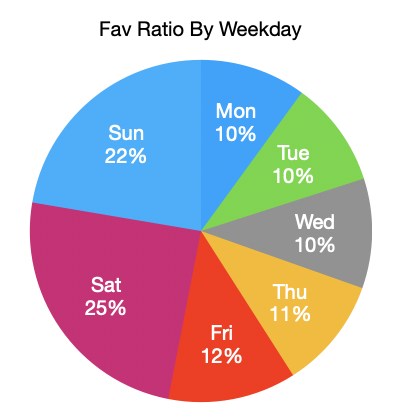 Fav Ratio By Weekday
Mon
10%
Tue
10%
Wed
10%
Thu
11%
Fri
12%
Sat
25%
Sun
22%